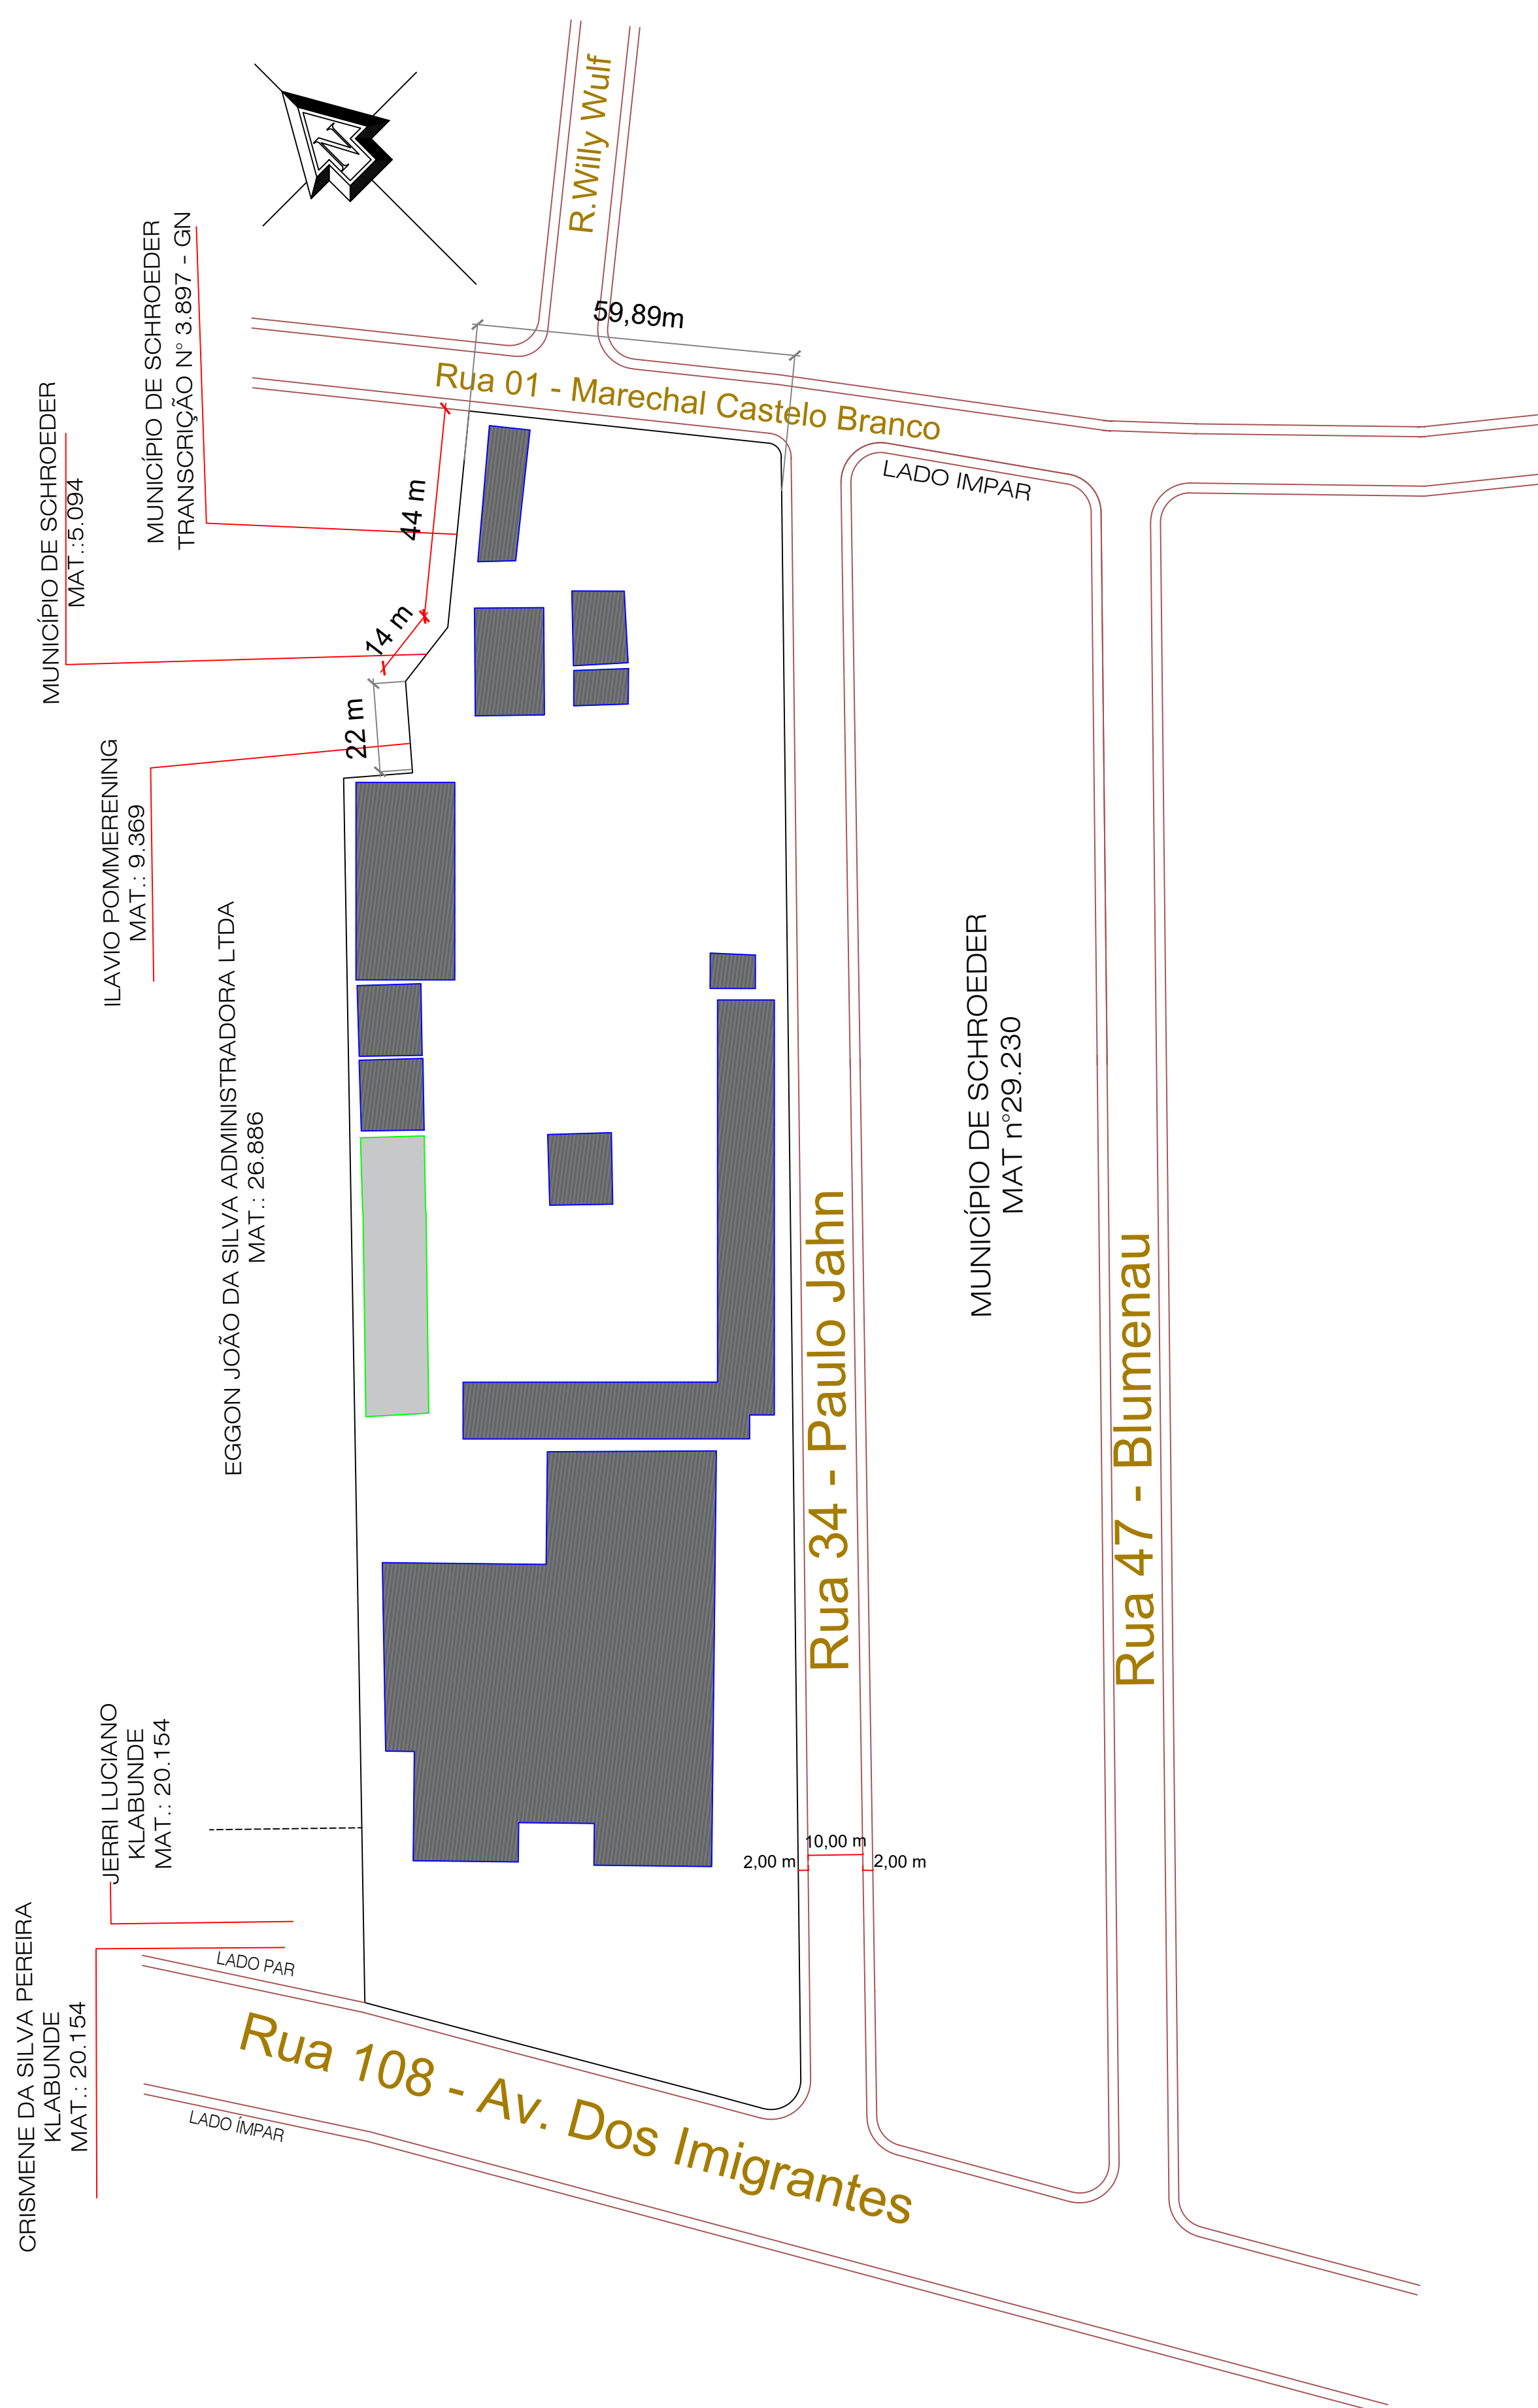 R.Willy Wulf
N
59,89m
Rua 01 - Marechal Castelo Branco
LADO IMPAR
MUNICÍPIO DE SCHROEDER
TRANSCRIÇÃO N° 3.897 - GN
MUNICÍPIO DE SCHROEDER
MAT.:5.094
44 m
14 m
22 m
ILAVIO POMMERENING
MAT.: 9.369
EGGON JOÃO DA SILVA ADMINISTRADORA LTDA
MAT.: 26.886
MUNICÍPIO DE SCHROEDER
MAT n°29.230
Rua 34 - Paulo Jahn
Rua 47 - Blumenau
JERRI LUCIANO
KLABUNDE
MAT.: 20.154
10,00 m
2,00 m
2,00 m
CRISMENE DA SILVA PEREIRA
KLABUNDE
MAT.: 20.154
LADO PAR
Rua 108 - Av. Dos Imigrantes
LADO ÍMPAR